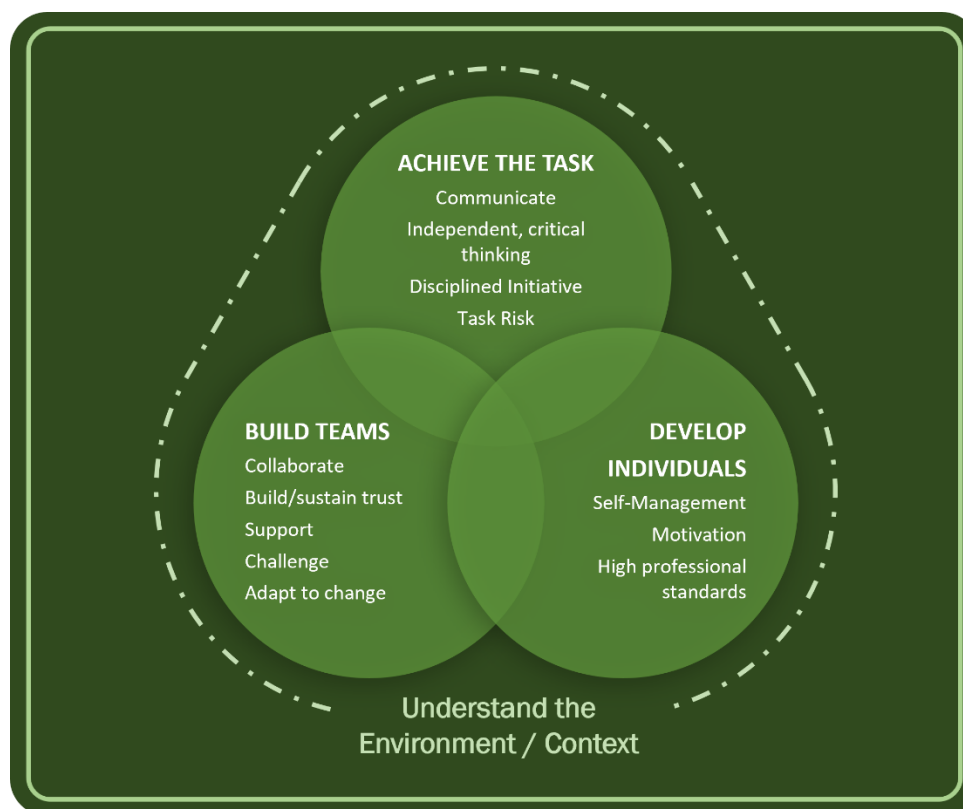 ACHIEVE THE TASK
Communicate
Independent, critical
thinking
Disciplined Initiative
Task Risk
BUILD TEAMS
Collaborate
Build/sustain trust
Support
Challenge
Adapt to change
DEVELOP
INDIVIDUALS
Self-Management
Motivation
High professional
standards
Understand the
Environment / Context